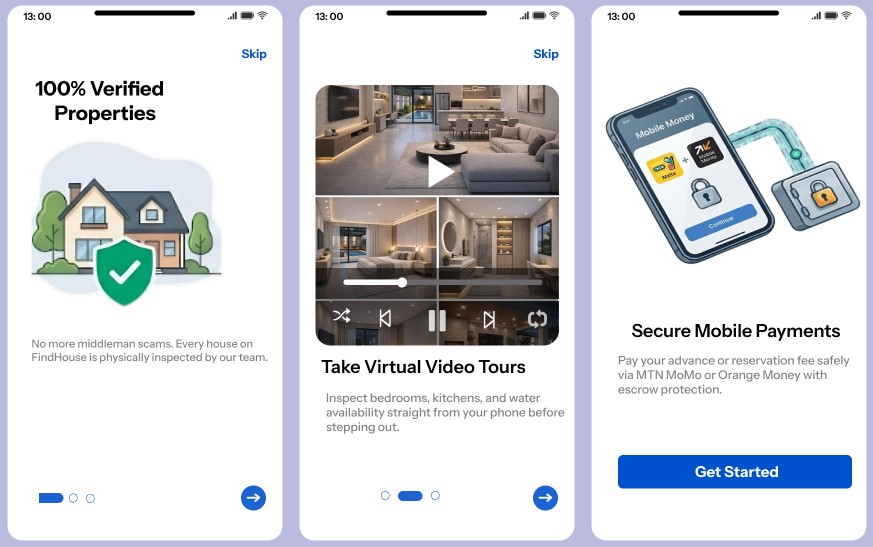 13: 00
Skip
100% Verified
Properties
No more middleman scams. Every house on
FindHouse is physically inspected by our team.
13: 00
Skip
Take Virtual Video Tours
Inspect bedrooms, kitchens, and water
availability straight from your phone before
stepping out.
13: 00
Mobile Money
MoMo
Mobile
Money
Continue
Secure Mobile Payments
Pay your advance or reservation fee safely
via MTN MoMo or Orange Money with
escrow protection.
Get Started